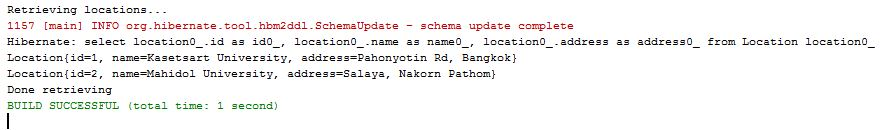 Retrieving locations...
1157 [main] INFO org.hibernate.tool.hbm2ddl.SchemaUpdate - schema update complete
Hibernate: select location0_.id as id0_, location0_.name as name0_, location0_.address as address0_ from Location location0_
Location{id=1, name=Kasetsart University, address=Pahonyotin Rd, Bangkok}
Location{id=2, name=Mahidol University, address=Salaya, Nakorn Pathom}
Done retrieving
BUILD SUCCESSFUL (total time: 1 second)